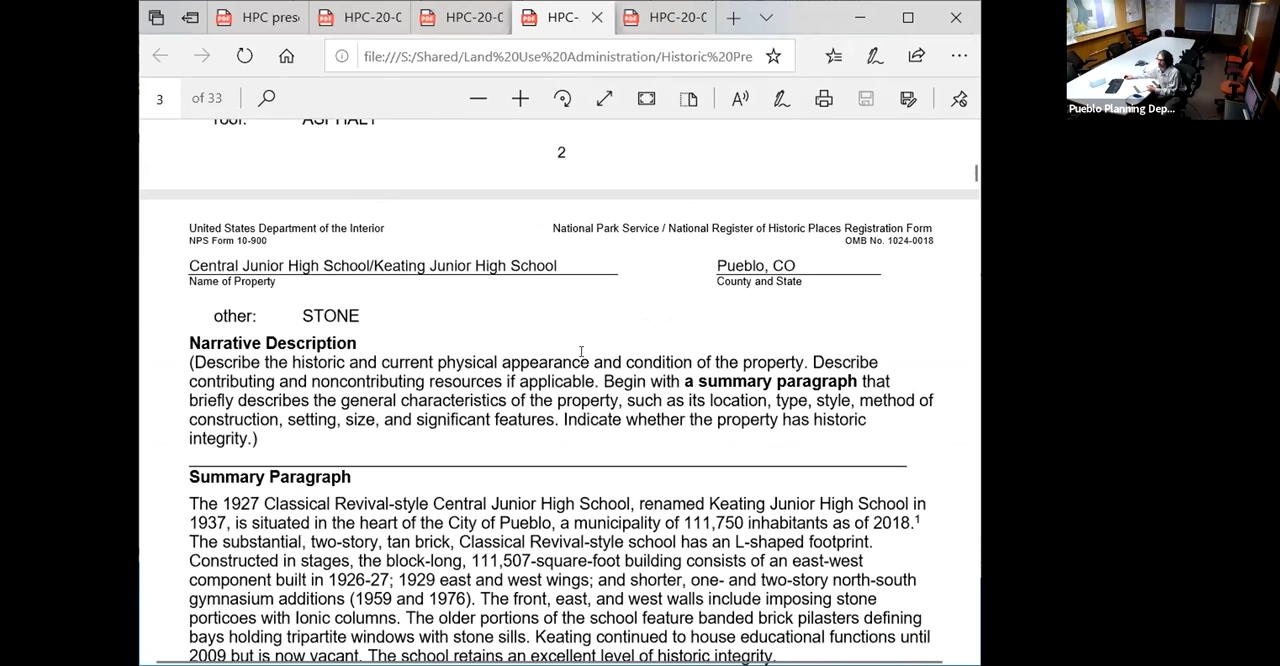 HPC pres
HPC-20-0
HPC-20-0
HPC-
HPC-20-0
file:///S:/Shared/Land%20Use%20Administration/Historic%20Pre
3 of 33
roof: ASPHALT
2
United States Department of the Interior
National Park Service / National Register of Historic Places Registration Form
NPS Form 10-900
OMB No. 1024-0018
Central Junior High School/Keating Junior High School
Pueblo, CO
Name of Property
County and State
other: STONE
Narrative Description
(Describe the historic and current physical appearance and condition of the property. Describe
contributing and noncontributing resources if applicable. Begin with a summary paragraph that
briefly describes the general characteristics of the property, such as its location, type, style, method of
construction, setting, size, and significant features. Indicate whether the property has historic
integrity.)
Summary Paragraph
The 1927 Classical Revival-style Central Junior High School, renamed Keating Junior High School in
1937, is situated in the heart of the City of Pueblo, a municipality of 111,750 inhabitants as of 2018.¹
The substantial, two-story, tan brick, Classical Revival-style school has an L-shaped footprint.
Constructed in stages, the block-long, 111,507-square-foot building consists of an east-west
component built in 1926-27; 1929 east and west wings; and shorter, one- and two-story north-south
gymnasium additions (1959 and 1976). The front, east, and west walls include imposing stone
porticoes with Ionic columns. The older portions of the school feature banded brick pilasters defining
bays holding tripartite windows with stone sills. Keating continued to house educational functions until
2009 but is now vacant. The school retains an excellent level of historic integrity.
Pueblo Planning Dep...